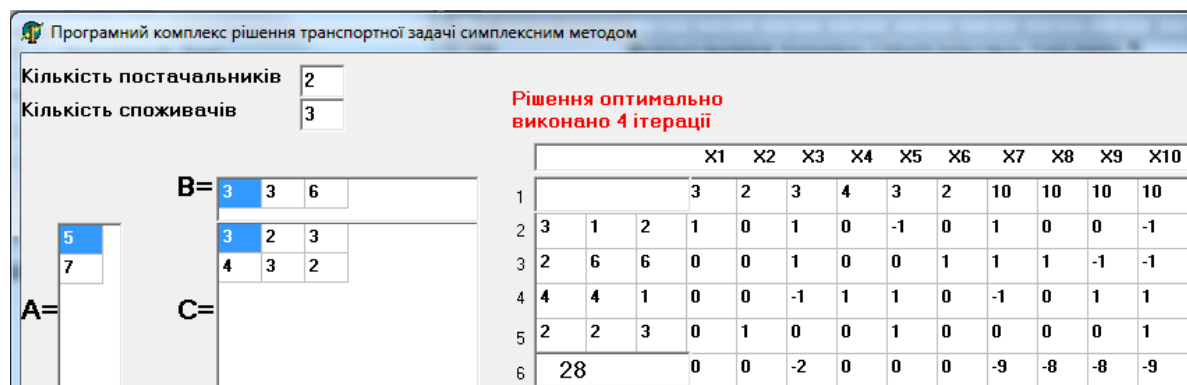 Програмний комплекс рішення транспортної задачі симплексним методом
Кількість постачальників 2
Кількість споживачів 3
Рішення оптимально
виконано 4 ітерації
X1 X2 X3 X4 X5 X6 X7 X8 X9 X10
B= 3 3 6
A= 5
7
C= 3 2 3
4 3 2
1 3 2 3 4 3 2 10 10 10 10
2 3 1 2 1 0 1 0 -1 0 1 0 0 -1
3 2 6 6 0 0 1 0 0 1 1 1 -1 -1
4 4 4 1 0 0 -1 1 1 0 -1 0 1 1
5 2 2 3 0 1 0 0 1 0 0 0 0 1
6 28 0 0 -2 0 0 0 -9 -8 -8 -9